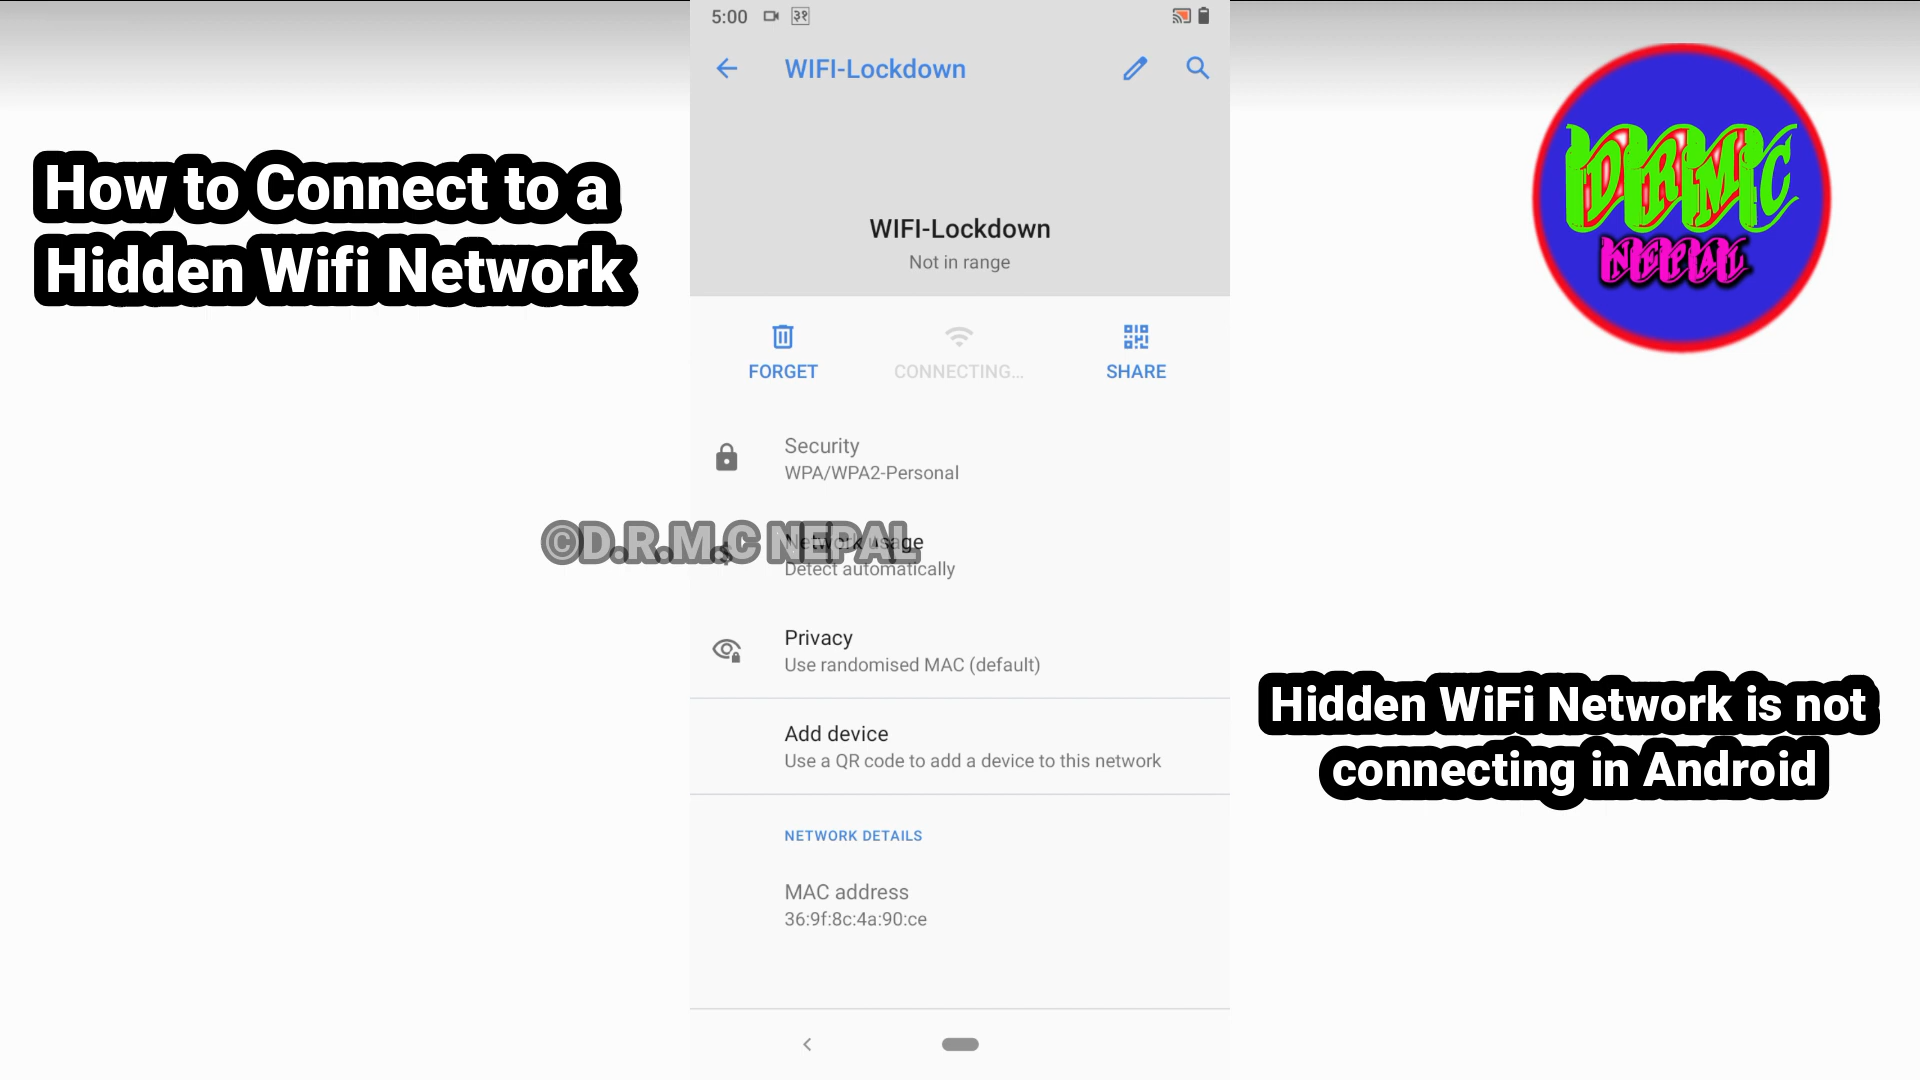 5:00 ३१
WIFI-Lockdown
How to Connect to a
Hidden Wifi Network
DRMC
NEPAL
WIFI-Lockdown
Not in range
FORGET
CONNECTING...
SHARE
Security
WPA/WPA2-Personal
©D.R.M.C NEPAL
Network usage
Detect automatically
Privacy
Use randomised MAC (default)
Hidden WiFi Network is not
connecting in Android
Add device
Use a QR code to add a device to this network
NETWORK DETAILS
MAC address
36:9f:8c:4a:90:ce